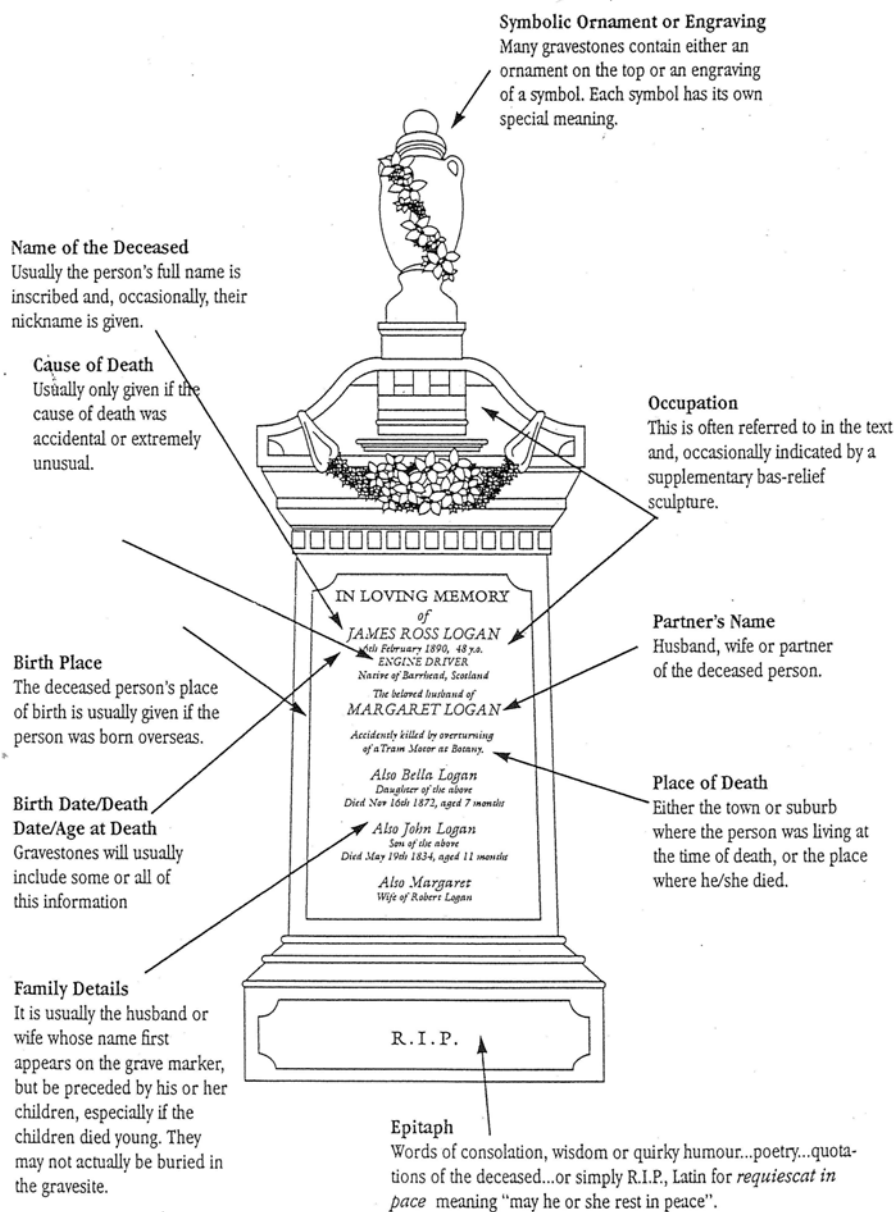 Symbolic Ornament or Engraving
Many gravestones contain either an
ornament on the top or an engraving
of a symbol. Each symbol has its own
special meaning.
Name of the Deceased
Usually the person's full name is
inscribed and, occasionally, their
nickname is given.
Cause of Death
Usually only given if the
cause of death was
accidental or extremely
unusual.
Occupation
This is often referred to in the text
and, occasionally indicated by a
supplementary bas-relief
sculpture.
IN LOVING MEMORY
of
JAMES ROSS LOGAN
6th February 1890, 48 y.o.
ENGINE DRIVER
Native of Barrhead, Scotland
The beloved husband of
MARGARET LOGAN
Accidently killed by overturning
of a Tram Motor at Botany.
Also Bella Logan
Daughter of the above
Died Nov 16th 1872, aged 7 months
Also John Logan
Son of the above
Died May 19th 1834, aged 11 months
Also Margaret
Wife of Robert Logan
R.I.P.
Partner's Name
Husband, wife or partner
of the deceased person.
Birth Place
The deceased person's place
of birth is usually given if the
person was born overseas.
Birth Date/Death
Date/Age at Death
Gravestones will usually
include some or all of
this information
Place of Death
Either the town or suburb
where the person was living at
the time of death, or the place
where he/she died.
Family Details
It is usually the husband or
wife whose name first
appears on the grave marker,
but be preceded by his or her
children, especially if the
children died young. They
may not actually be buried in
the gravesite.
Epitaph
Words of consolation, wisdom or quirky humour...poetry...quota-
tions of the deceased...or simply R.I.P., Latin for requiescat in
pace meaning "may he or she rest in peace".